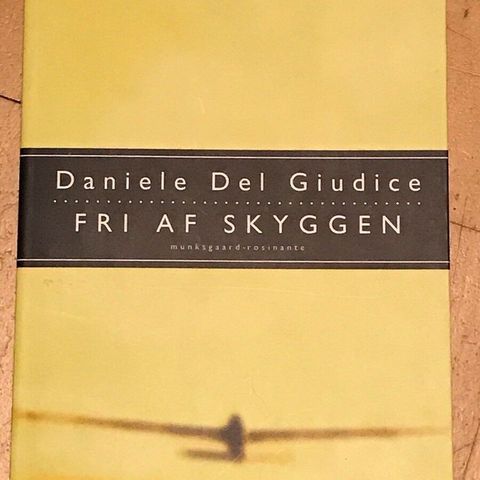 Daniele Del Giudice
FRI AF SKYGGEN
munksgaard-rosinante